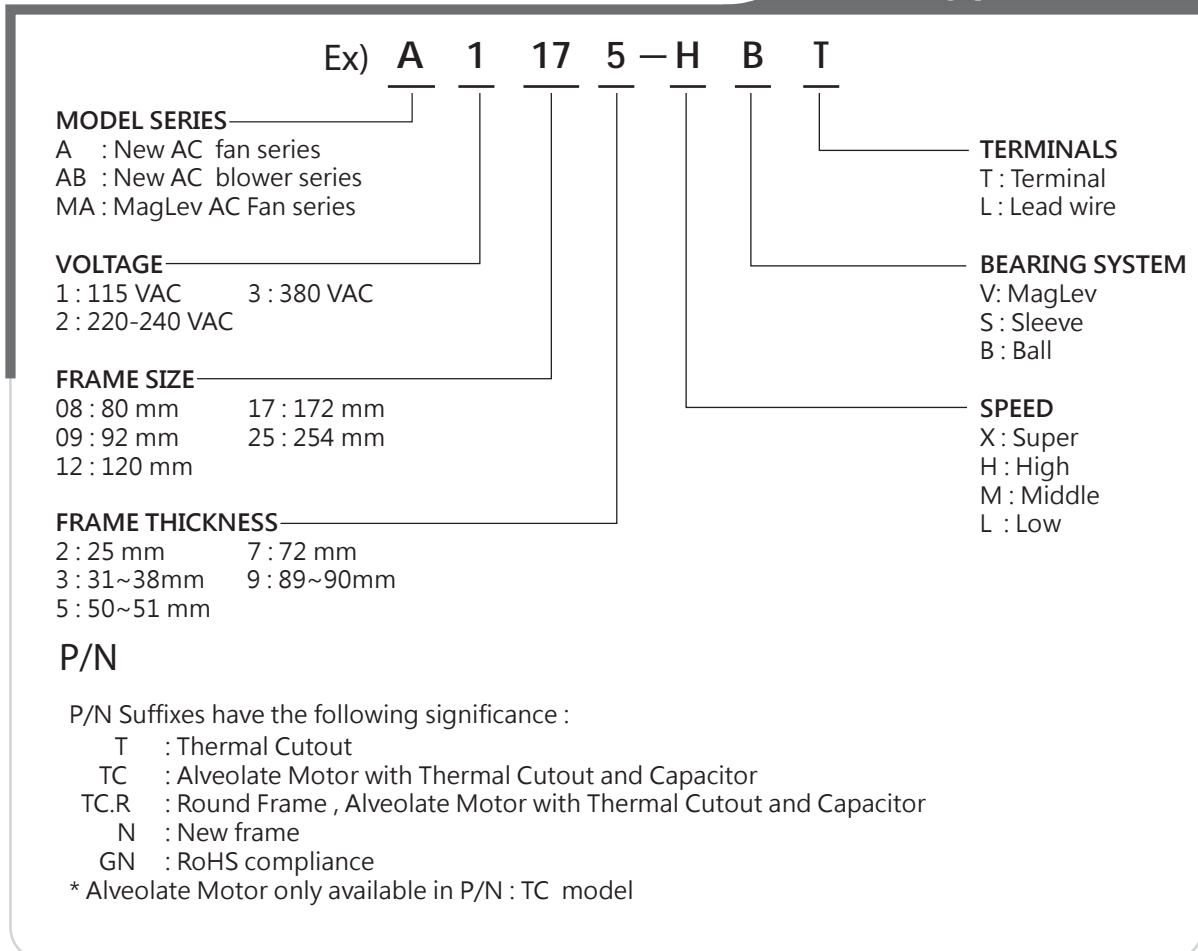 Ex) A 1 17 5 — H B T
MODEL SERIES
A : New AC fan series
AB : New AC blower series
MA : MagLev AC Fan series
VOLTAGE
1 : 115 VAC 3 : 380 VAC
2 : 220-240 VAC
FRAME SIZE
08 : 80 mm 17 : 172 mm
09 : 92 mm 25 : 254 mm
12 : 120 mm
FRAME THICKNESS
2 : 25 mm 7 : 72 mm
3 : 31~38mm 9 : 89~90mm
5 : 50~51 mm
TERMINALS
T : Terminal
L : Lead wire
BEARING SYSTEM
V: MagLev
S : Sleeve
B : Ball
SPEED
X : Super
H : High
M : Middle
L : Low
P/N
P/N Suffixes have the following significance :
T : Thermal Cutout
TC : Alveolate Motor with Thermal Cutout and Capacitor
TC.R : Round Frame , Alveolate Motor with Thermal Cutout and Capacitor
N : New frame
GN : RoHS compliance
* Alveolate Motor only available in P/N : TC model